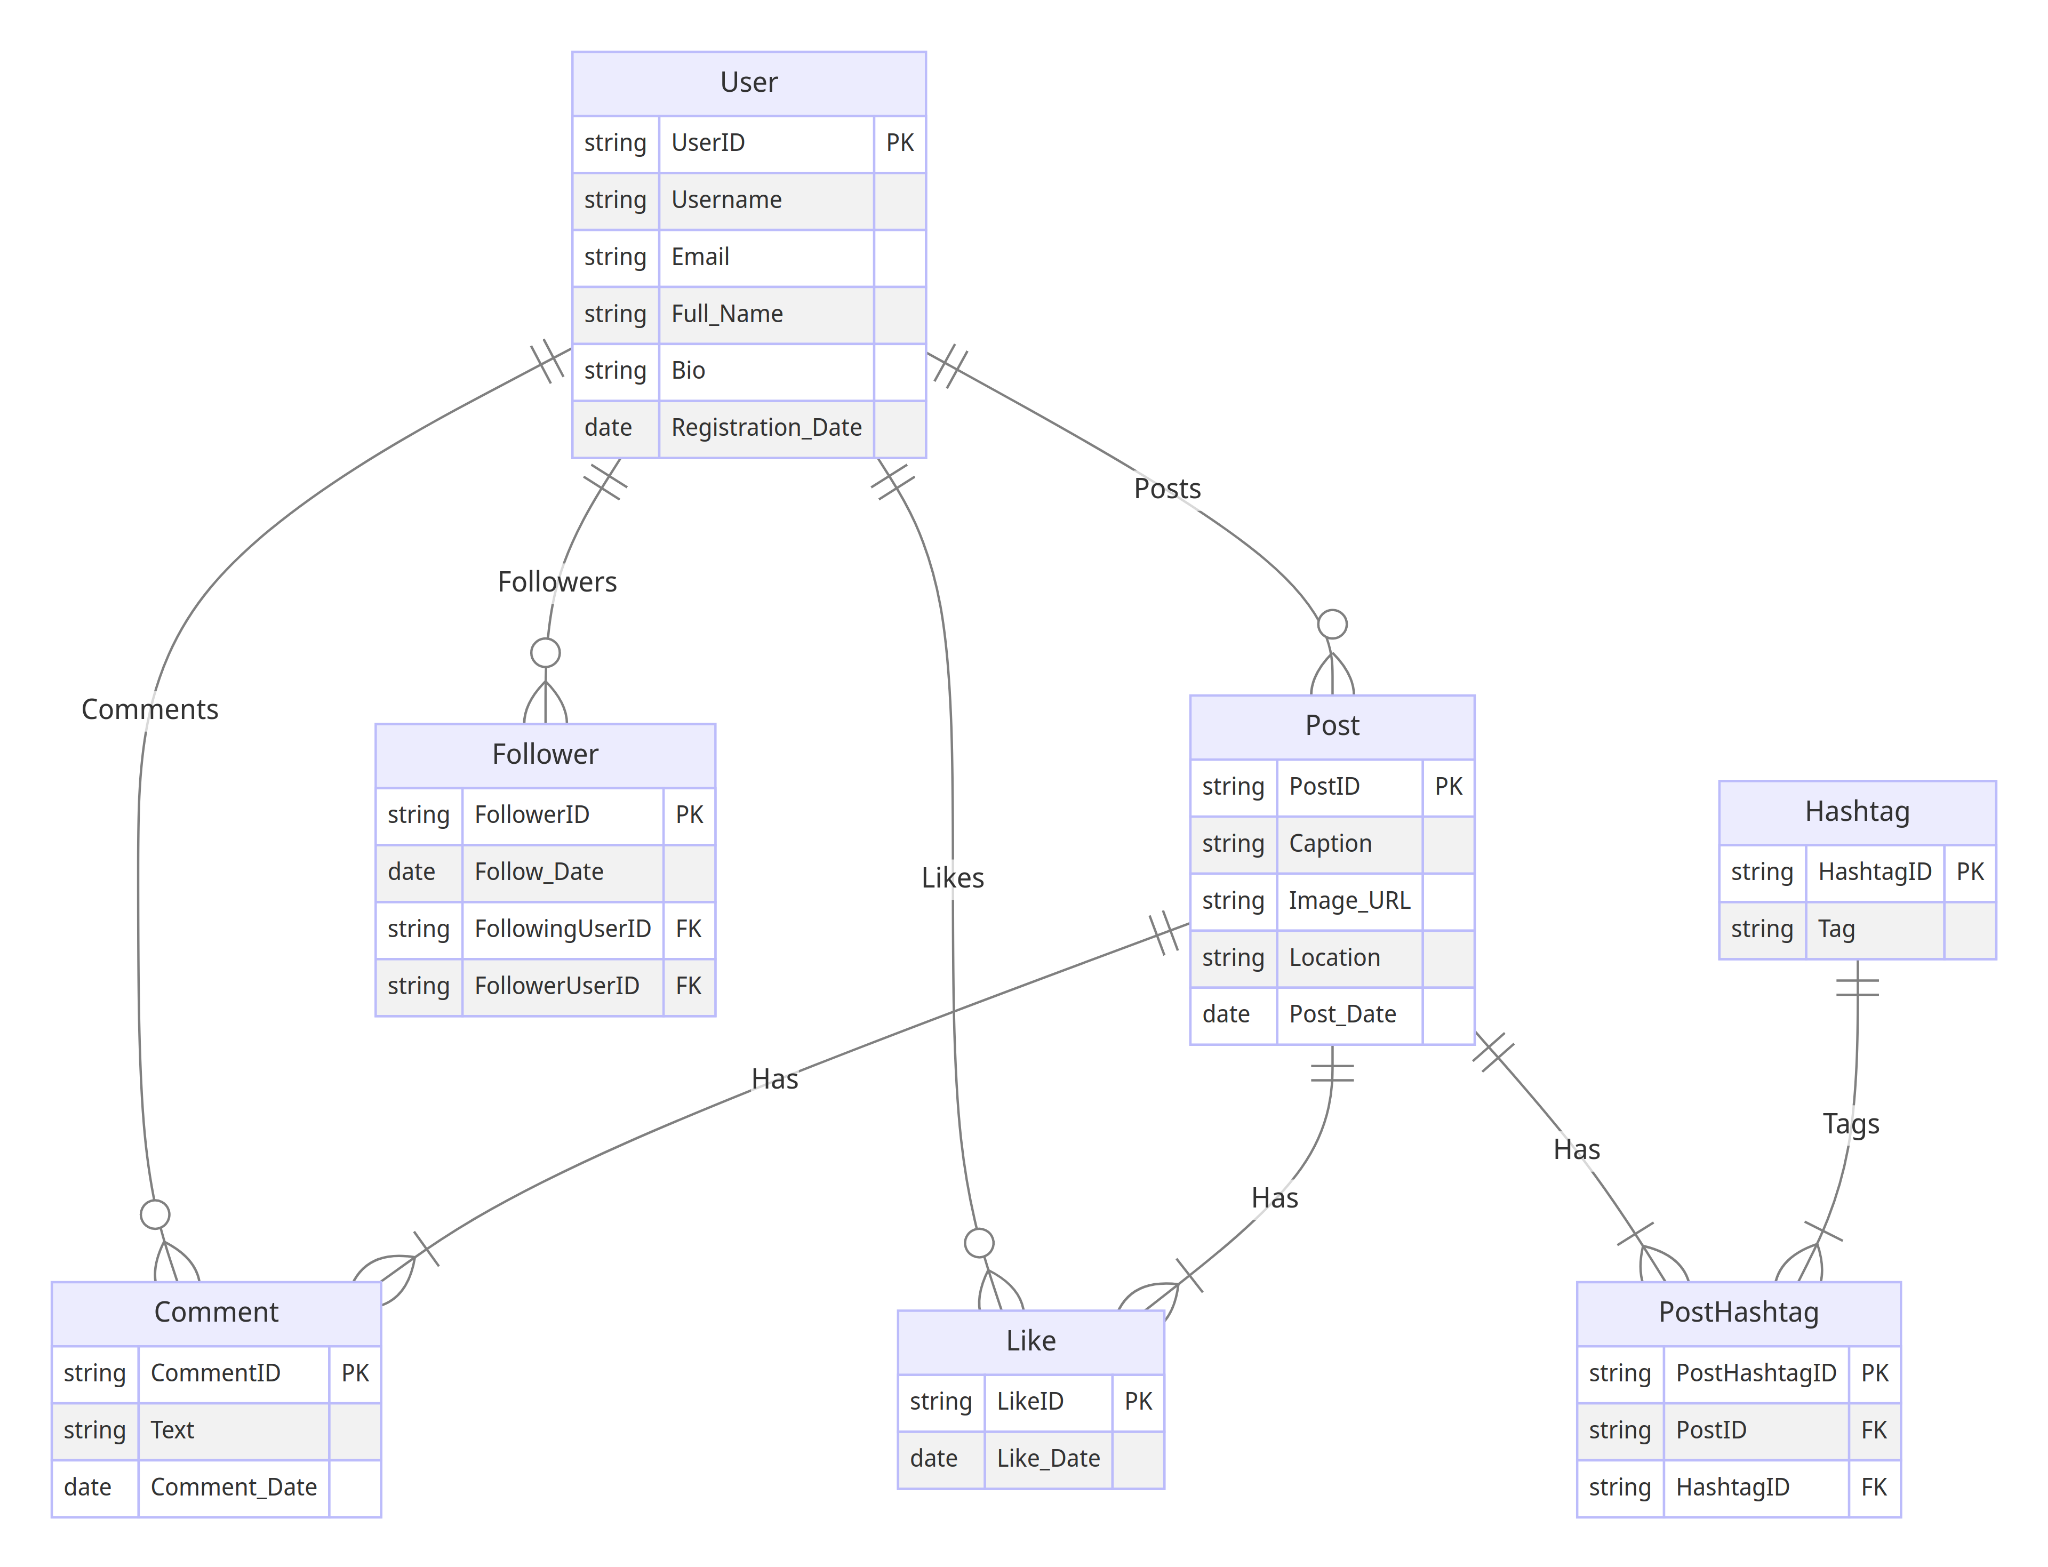 User
string UserID PK
string Username
string Email
string Full_Name
string Bio
date Registration_Date
Posts
Followers
Comments
Likes
Follower
string FollowerID PK
date Follow_Date
string FollowingUserID FK
string FollowerUserID FK
Post
string PostID PK
string Caption
string Image_URL
string Location
date Post_Date
Hashtag
string HashtagID PK
string Tag
Has
Has
Has
Tags
Comment
string CommentID PK
string Text
date Comment_Date
Like
string LikeID PK
date Like_Date
PostHashtag
string PostHashtagID PK
string PostID FK
string HashtagID FK